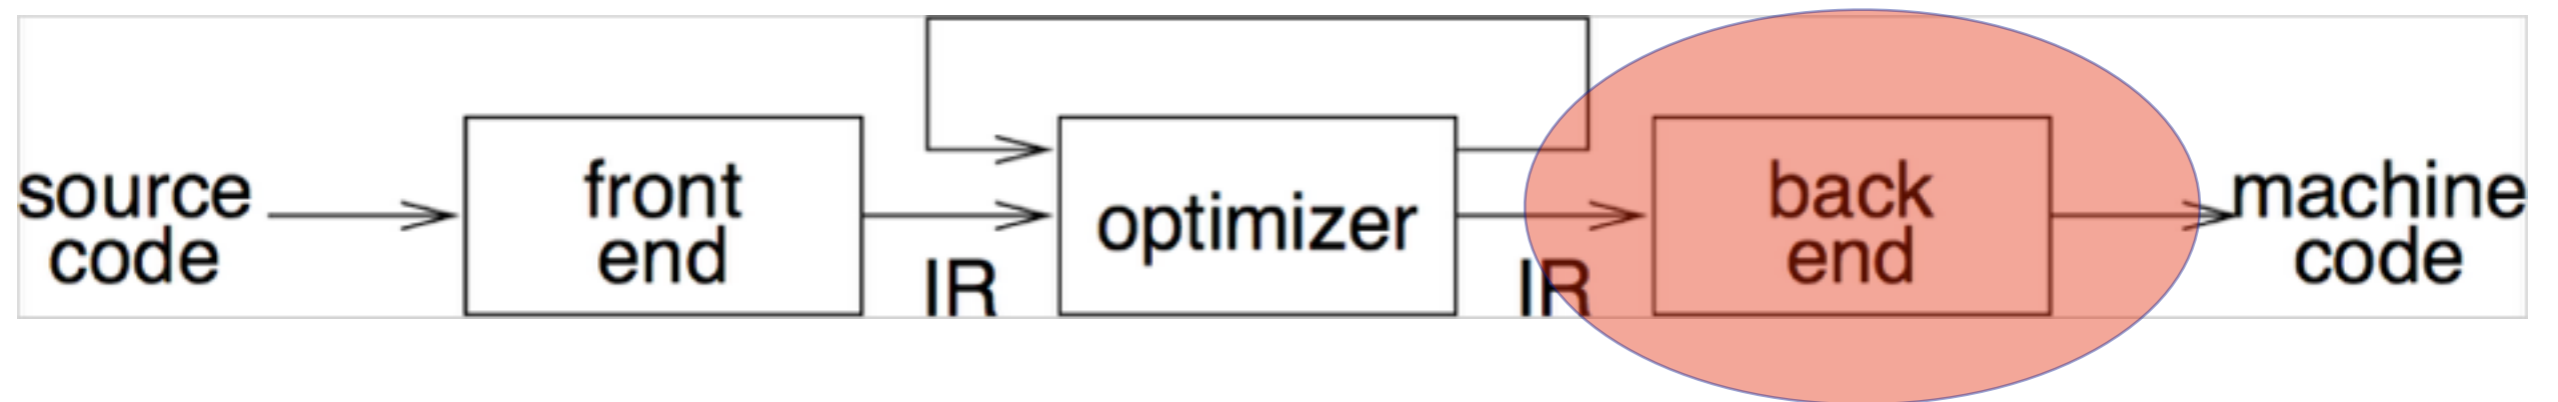 source
code
front
end
IR
optimizer
IR
back
end
machine
code